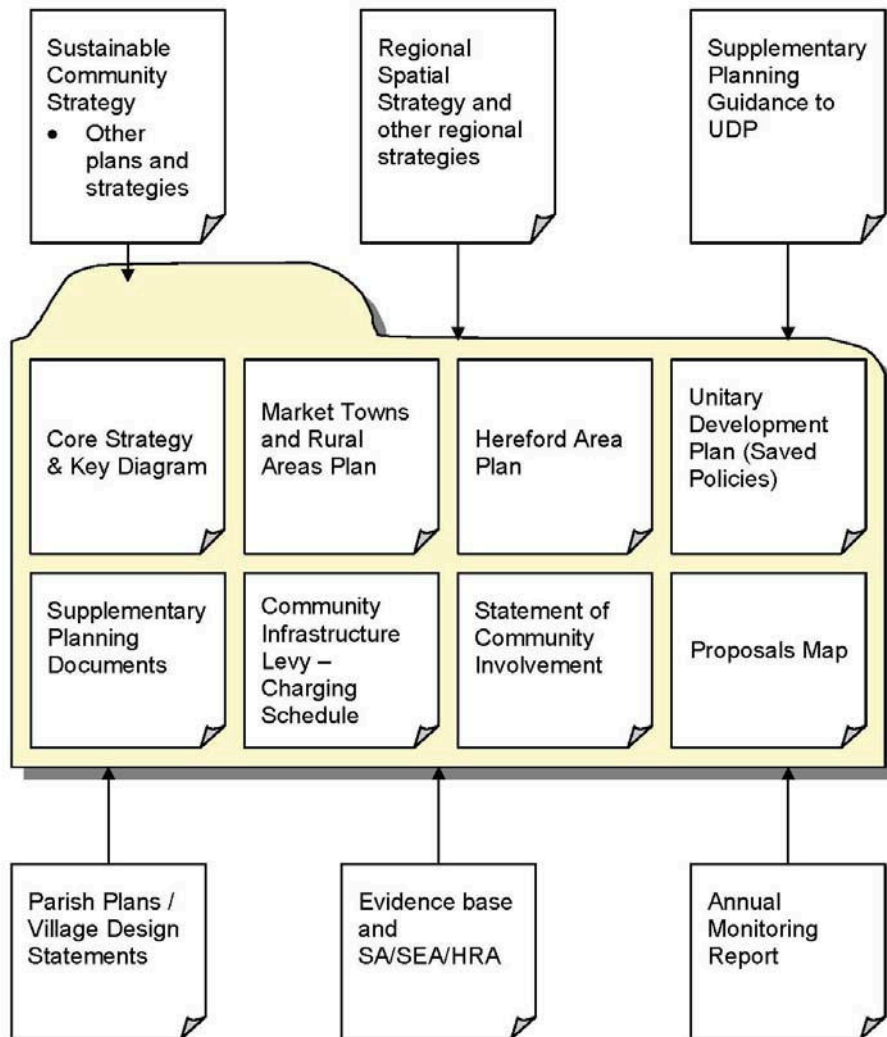 Sustainable
Community
Strategy
• Other
plans and
strategies
Regional
Spatial
Strategy and
other regional
strategies
Supplementary
Planning
Guidance to
UDP
Core Strategy
& Key Diagram
Market Towns
and Rural
Areas Plan
Hereford Area
Plan
Unitary
Development
Plan (Saved
Policies)
Supplementary
Planning
Documents
Community
Infrastructure
Levy –
Charging
Schedule
Statement of
Community
Involvement
Proposals Map
Parish Plans /
Village Design
Statements
Evidence base
and
SA/SEA/HRA
Annual
Monitoring
Report